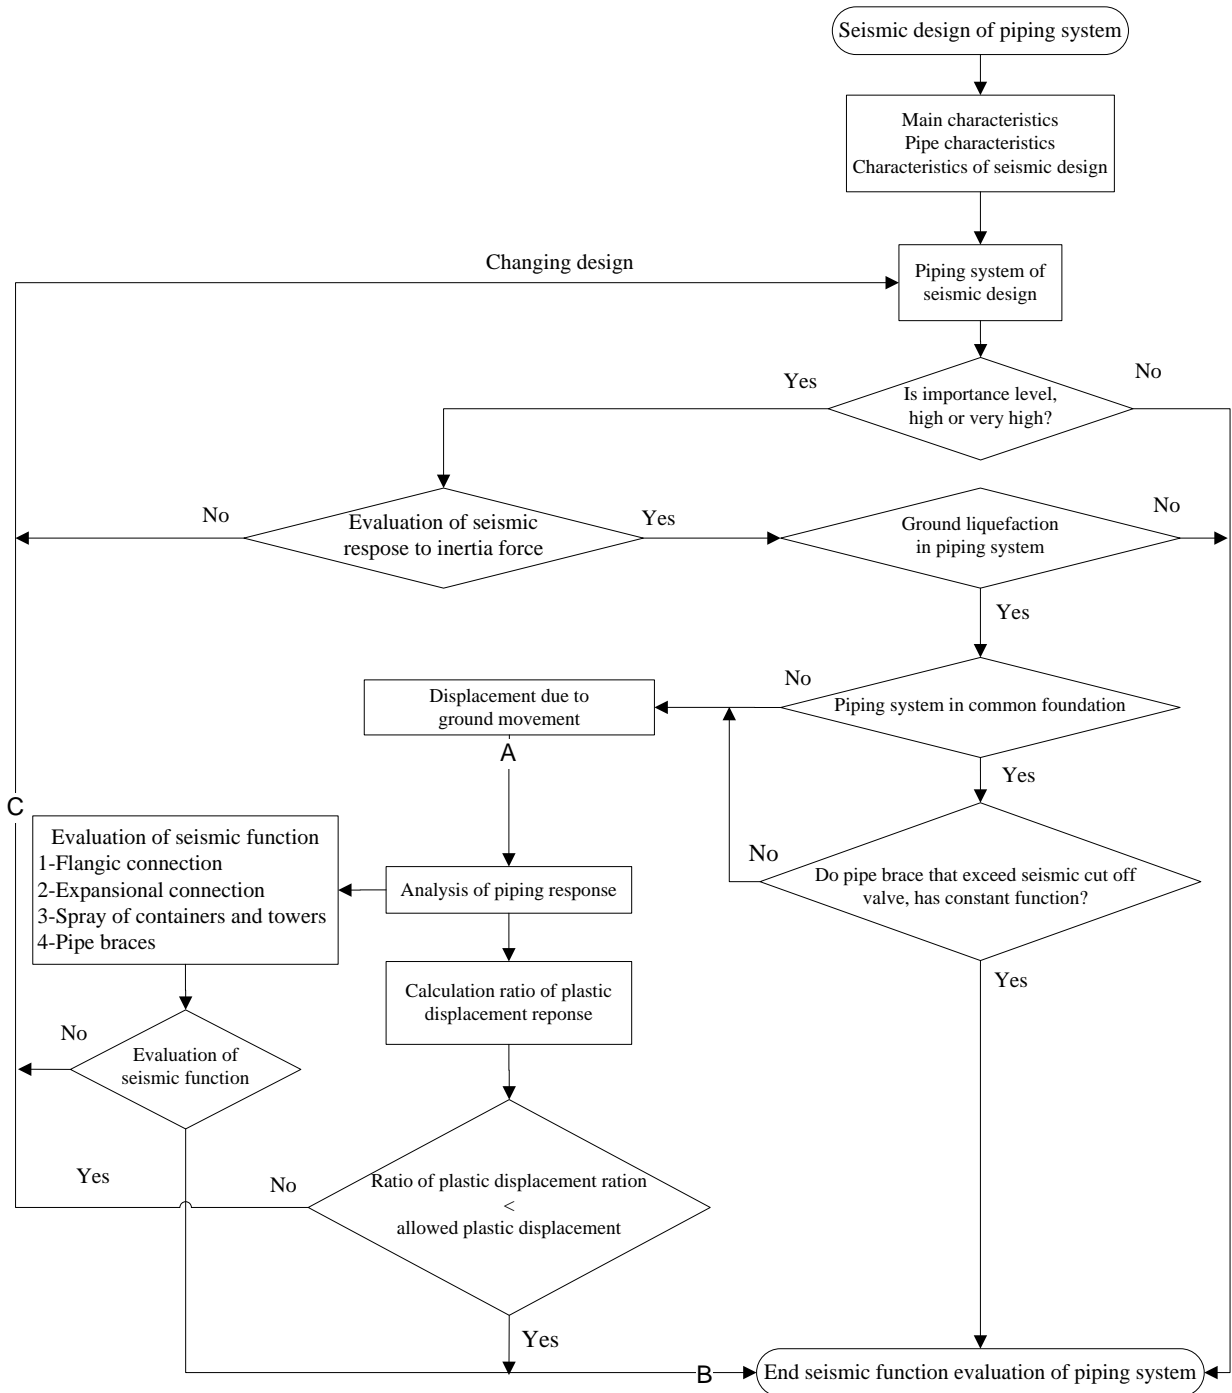 Seismic design of piping system
Main characteristics
Pipe characteristics
Characteristics of seismic design
Changing design
Piping system of
seismic design
Yes
No
Is importance level,
high or very high?
No
Evaluation of seismic
respose to inertia force
Yes
Ground liquefaction
in piping system
No
Yes
Displacement due to
ground movement
No
Piping system in common foundation
A
Yes
C
Evaluation of seismic function
1-Flangic connection
2-Expansional connection
3-Spray of containers and towers
4-Pipe braces
Analysis of piping response
No
Do pipe brace that exceed seismic cut off
valve, has constant function?
Yes
Calculation ratio of plastic
displacement reponse
No
Evaluation of
seismic function
Yes
No
Ratio of plastic displacement ration
<
allowed plastic displacement
Yes
B
End seismic function evaluation of piping system